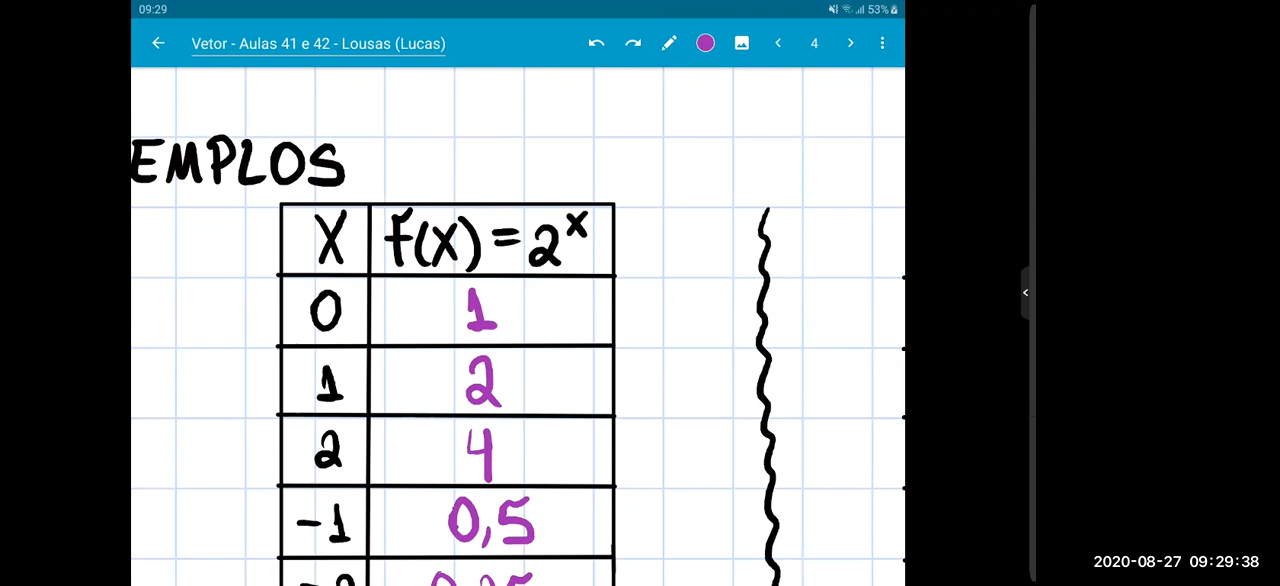 09:29 53%
Vetor - Aulas 41 e 42 - Lousas (Lucas) 4
EMPLOS
X F(X) = 2^X
0 1
1 2
2 4
-1 0,5
2020-08-27 09:29:38